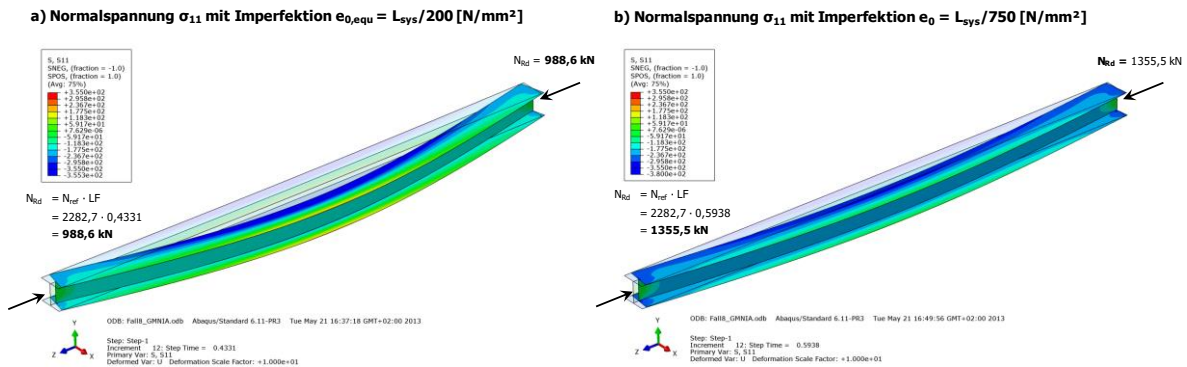 a) Normalspannung σ₁₁ mit Imperfektion e₀,equ = Lsys/200 [N/mm²]
S, S11
SNEG, (fraction = -1.0)
SPOS, (fraction = 1.0)
(Avg: 75%)
+3.550e+02
+2.958e+02
+2.367e+02
+1.775e+02
+1.183e+02
+5.917e+01
+7.629e-06
-5.917e+01
-1.183e+02
-1.775e+02
-2.367e+02
-2.958e+02
-3.550e+02
-3.553e+02
NRd = 988,6 kN
NRd = Nref · LF
= 2282,7 · 0,4331
= 988,6 kN
Y
Z X
ODB: Fall8_GMNIA.odb Abaqus/Standard 6.11-PR3 Tue May 21 16:37:18 GMT+02:00 2013
Step: Step-1
Increment 12: Step Time = 0.4331
Primary Var: S, S11
Deformed Var: U Deformation Scale Factor: +1.000e+01
b) Normalspannung σ₁₁ mit Imperfektion e₀ = Lsys/750 [N/mm²]
S, S11
SNEG, (fraction = -1.0)
SPOS, (fraction = 1.0)
(Avg: 75%)
+3.550e+02
+2.958e+02
+2.367e+02
+1.775e+02
+1.183e+02
+5.917e+01
+7.629e-06
-5.917e+01
-1.183e+02
-1.775e+02
-2.367e+02
-2.958e+02
-3.550e+02
-3.800e+02
NRd = 1355,5 kN
NRd = Nref · LF
= 2282,7 · 0,5938
= 1355,5 kN
Y
Z X
ODB: Fall8_GMNIA.odb Abaqus/Standard 6.11-PR3 Tue May 21 16:49:56 GMT+02:00 2013
Step: Step-1
Increment 12: Step Time = 0.5938
Primary Var: S, S11
Deformed Var: U Deformation Scale Factor: +1.000e+01